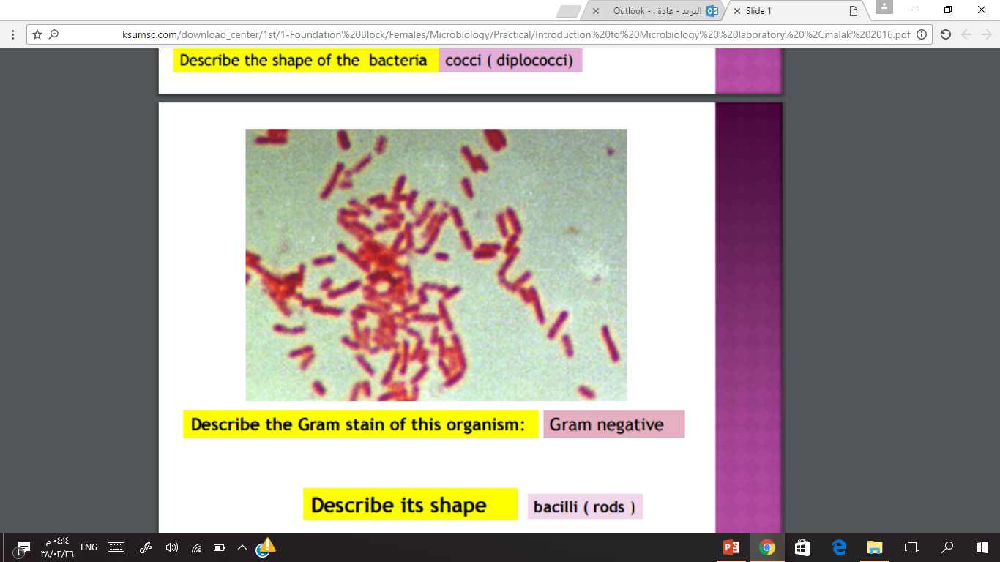 Outlook - . البريد - غادة
Slide 1
ksumsc.com/download_center/1st/1-Foundation%20Block/Females/Microbiology/Practical/Introduction%20to%20Microbiology%20%20laboratory%20%2Cmalak%202016.pdf
Describe the shape of the bacteria cocci ( diplococci)
Describe the Gram stain of this organism: Gram negative
Describe its shape bacilli ( rods )
٠٤:١٤ م
ENG
٣٨/٠٢/٢٦